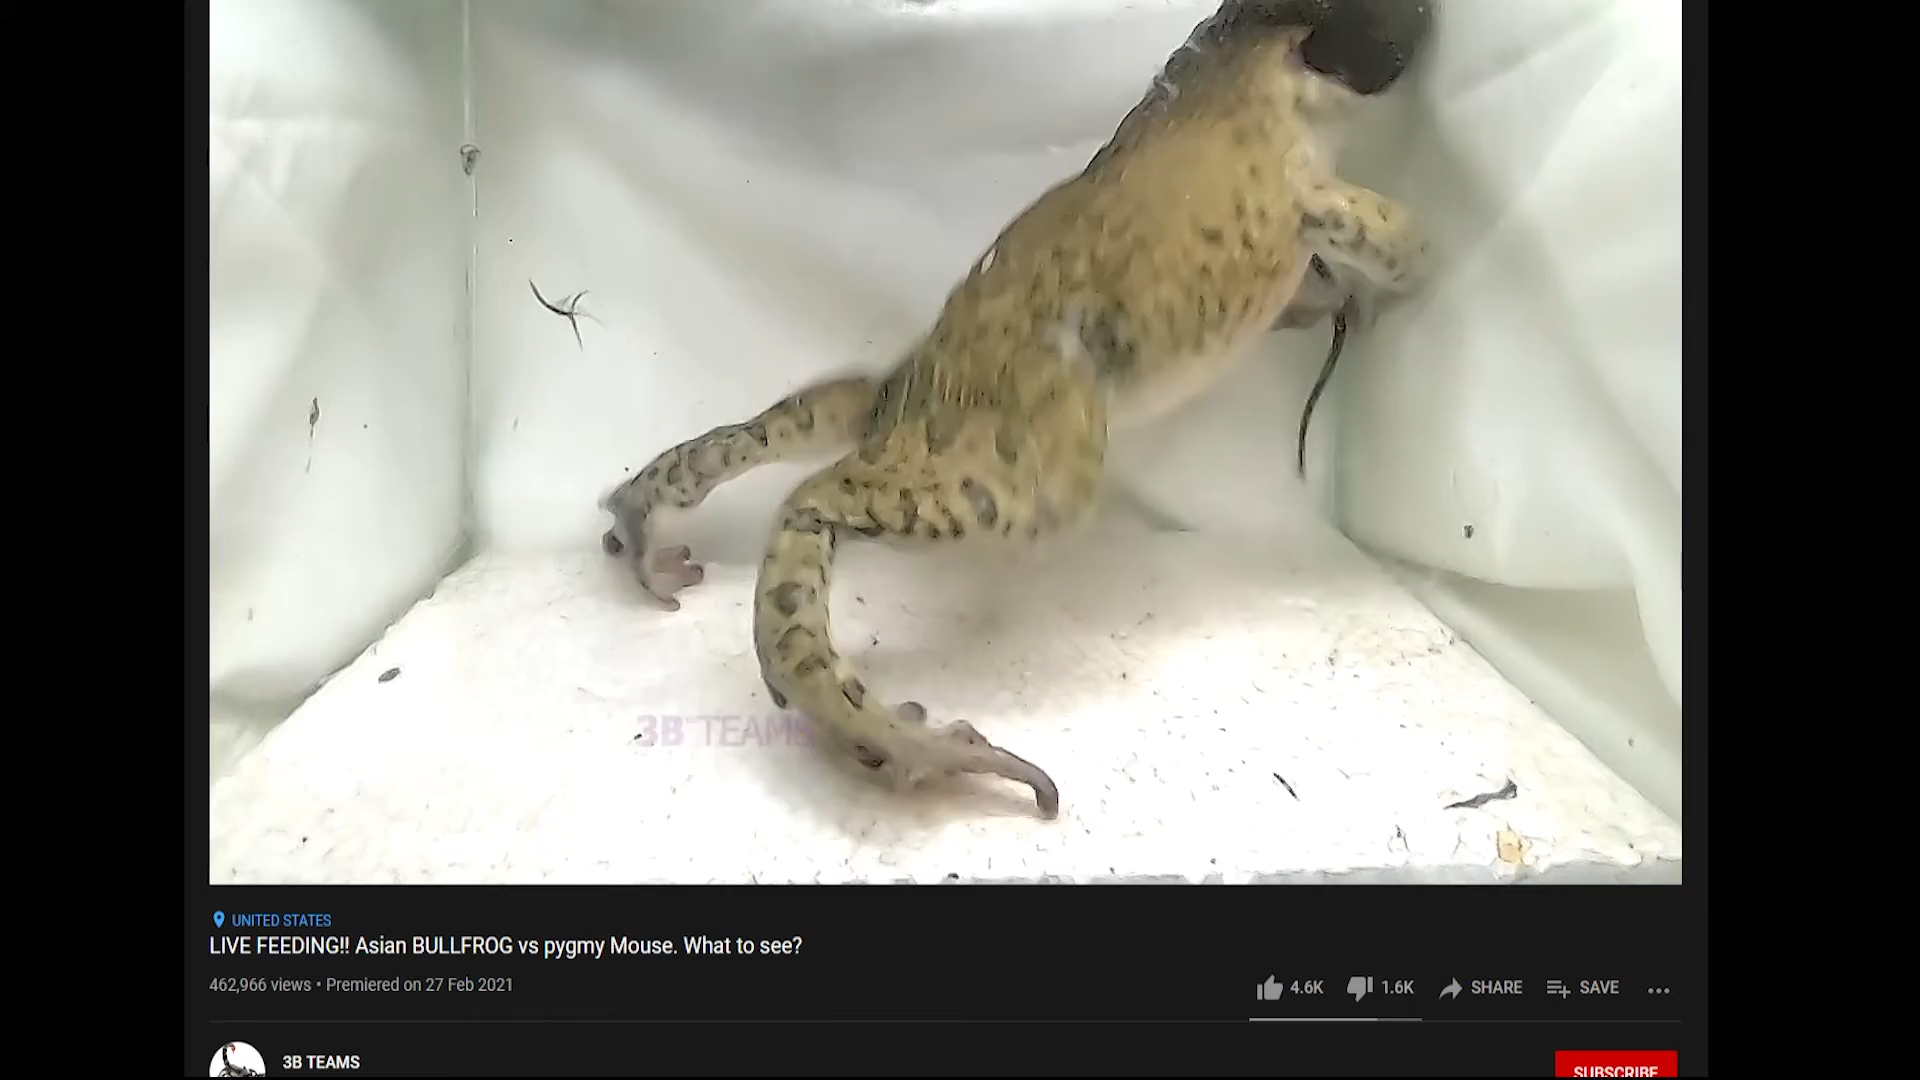 3B TEAMS
UNITED STATES
LIVE FEEDING!! Asian BULLFROG vs pygmy Mouse. What to see?
462,966 views • Premiered on 27 Feb 2021
4.6K 1.6K SHARE SAVE
3B TEAMS
SUBSCRIBE